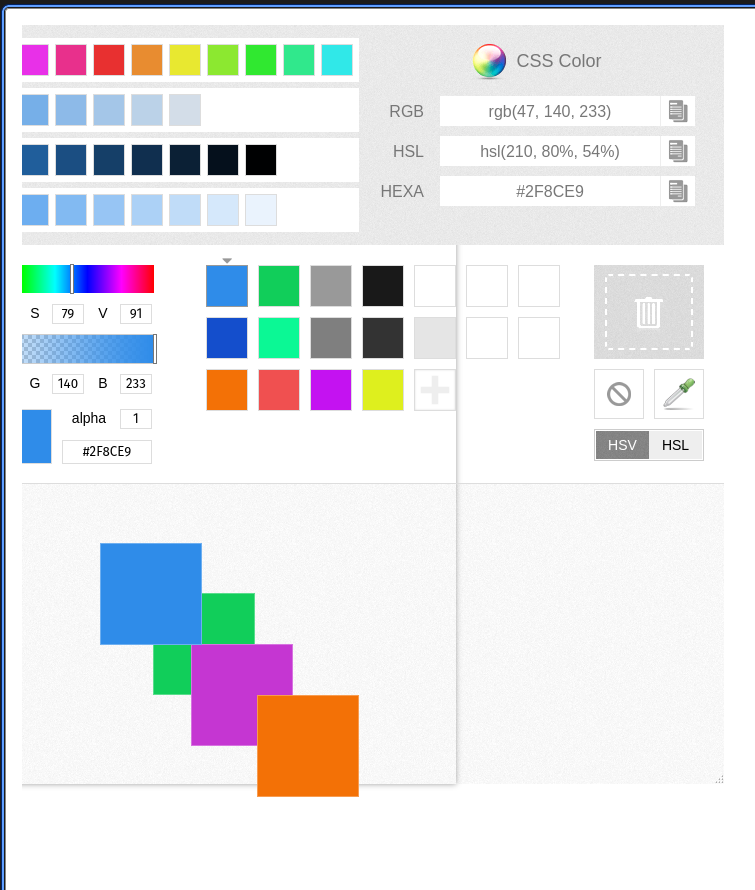 CSS Color
RGB rgb(47, 140, 233)
HSL hsl(210, 80%, 54%)
HEXA #2F8CE9
S 79 V 91
G 140 B 233
alpha 1
#2F8CE9
HSV HSL